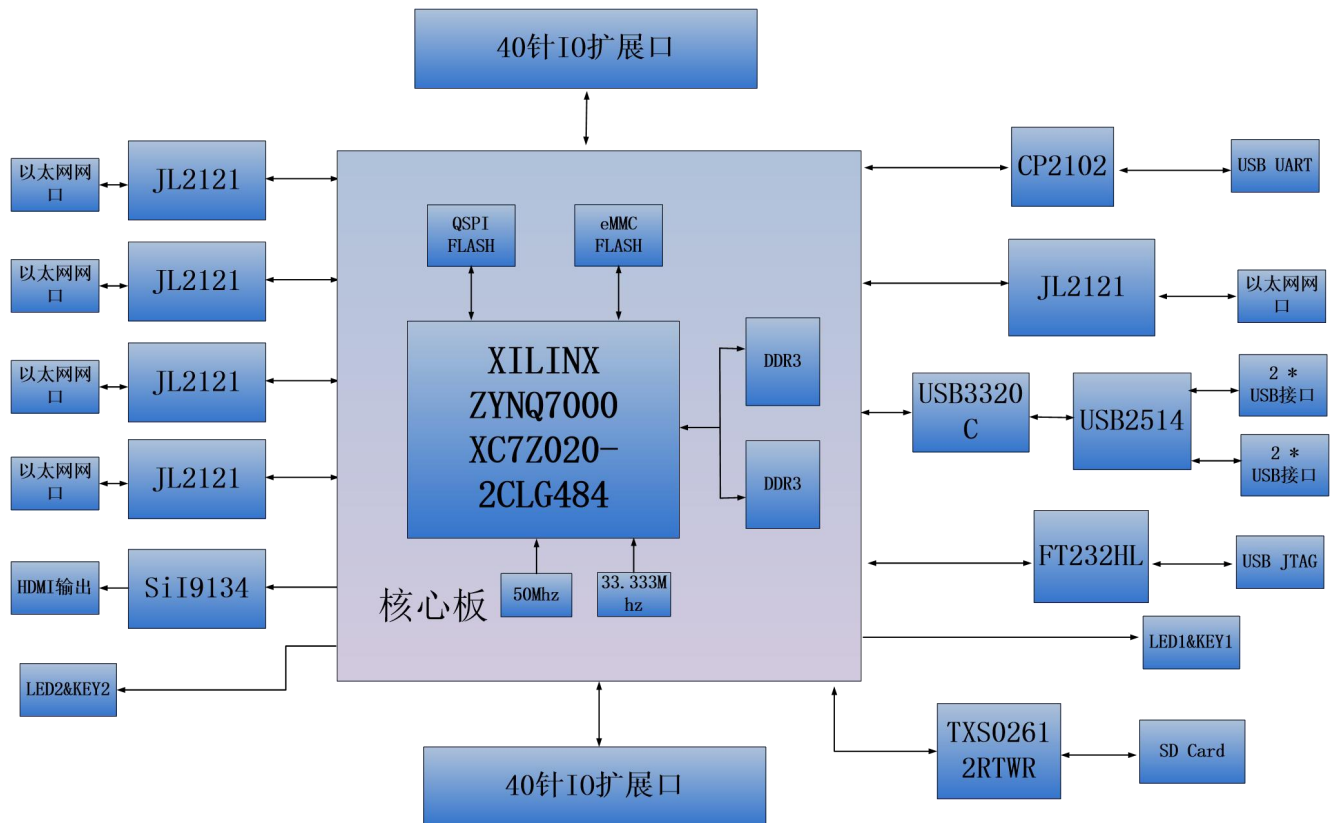 40针IO扩展口
以太网网
口
JL2121
以太网网
口
JL2121
以太网网
口
JL2121
以太网网
口
JL2121
HDMI输出
SiI9134
LED2&KEY2
QSPI
FLASH
eMMC
FLASH
XILINX
ZYNQ7000
XC7Z020-
2CLG484
DDR3
DDR3
50Mhz
33.333M
hz
核心板
CP2102
USB UART
JL2121
以太网网
口
USB3320
C
USB2514
2 *
USB接口
2 *
USB接口
FT232HL
USB JTAG
LED1&KEY1
TXS0261
2RTWR
SD Card
40针IO扩展口